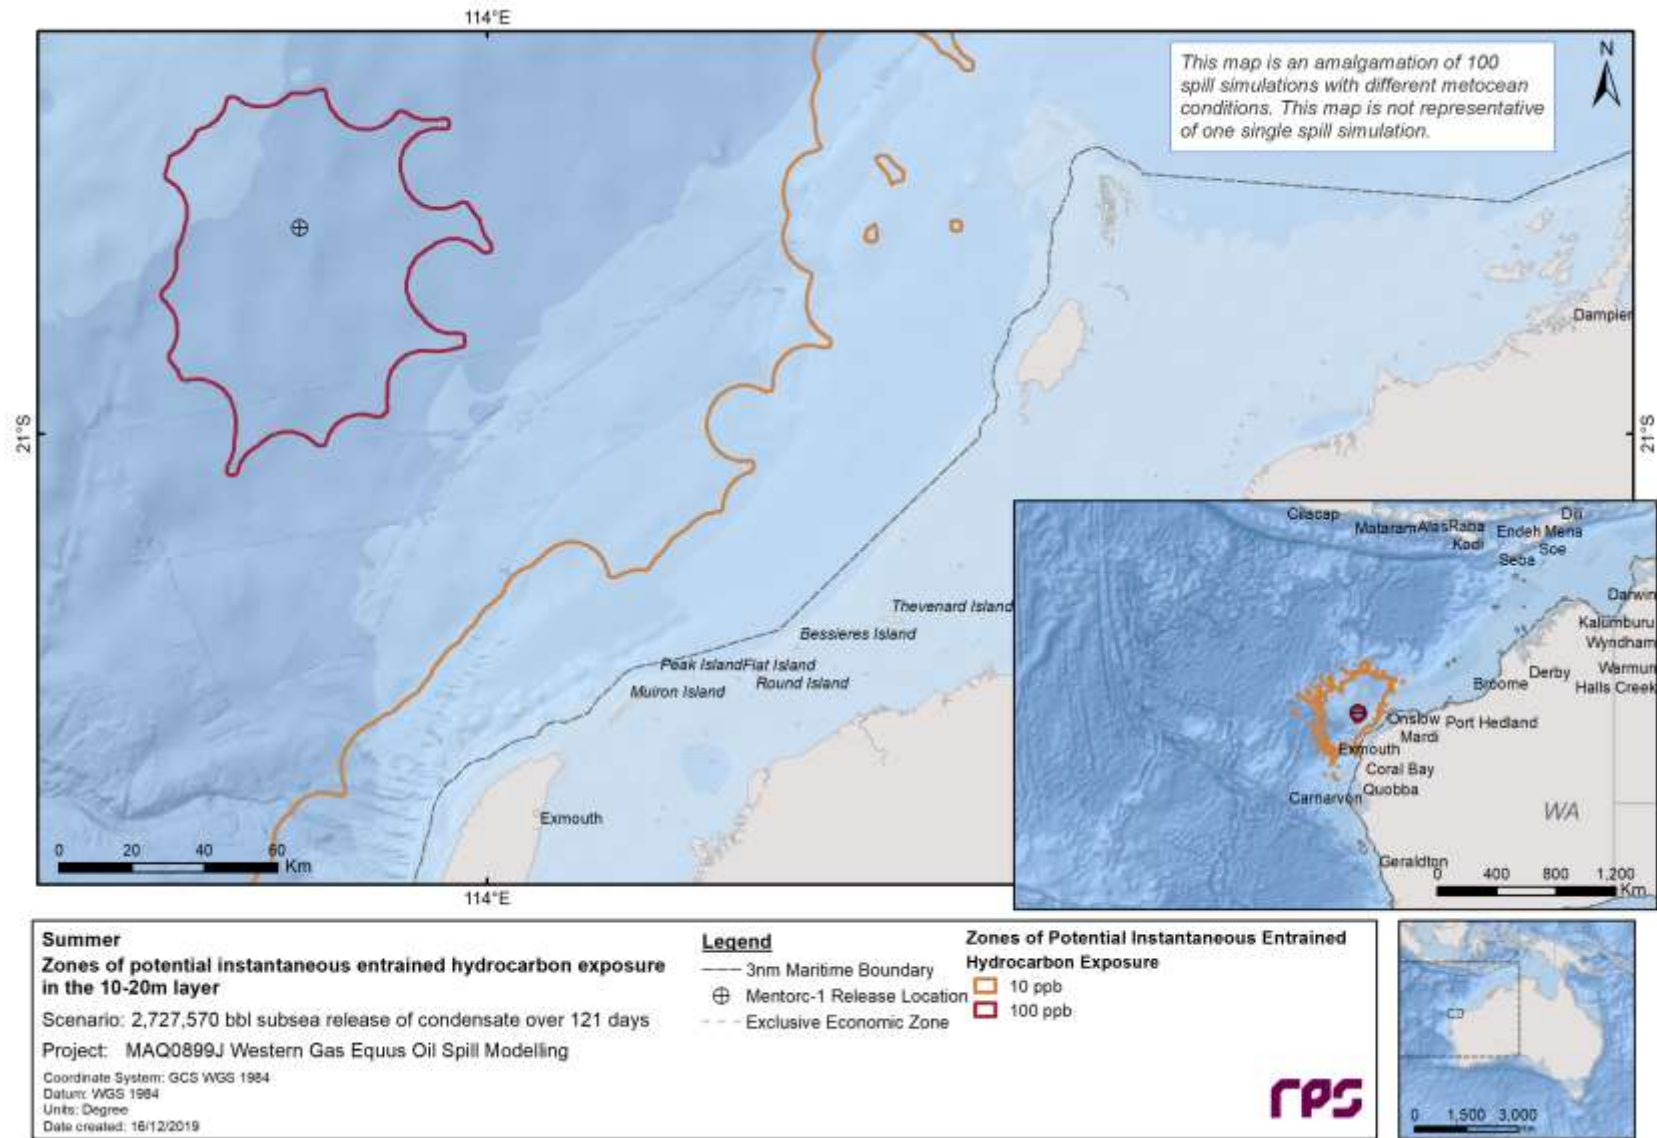 114°E
This map is an amalgamation of 100
spill simulations with different metocean
conditions. This map is not representative
of one single spill simulation.
N
Dampier
21°S
21°S
Thevenard Island
Bessieres Island
Peak Island Flat Island
Round Island
Muiron Island
Exmouth
0 20 40 60
Km
114°E
Cilacap
Mataram Alas Raba
Kodi
Dili
Endeh Mena
Soe
Seba
Darwin
Kalumburu
Wyndham
Warmun
Halls Creek
Derby
Broome
Port Hedland
Onslow
Mardi
Exmouth
Coral Bay
Quobba
Carnarvon
WA
Geraldton
0 400 800 1,200
Km
Summer
Zones of potential instantaneous entrained hydrocarbon exposure
in the 10-20m layer
Scenario: 2,727,570 bbl subsea release of condensate over 121 days
Project: MAQ0899J Western Gas Equus Oil Spill Modelling
Coordinate System: GCS WGS 1984
Datum: WGS 1984
Units: Degree
Date created: 16/12/2019
Legend
3nm Maritime Boundary
Mentorc-1 Release Location
Exclusive Economic Zone
Zones of Potential Instantaneous Entrained
Hydrocarbon Exposure
10 ppb
100 ppb
rps
0 1,500 3,000